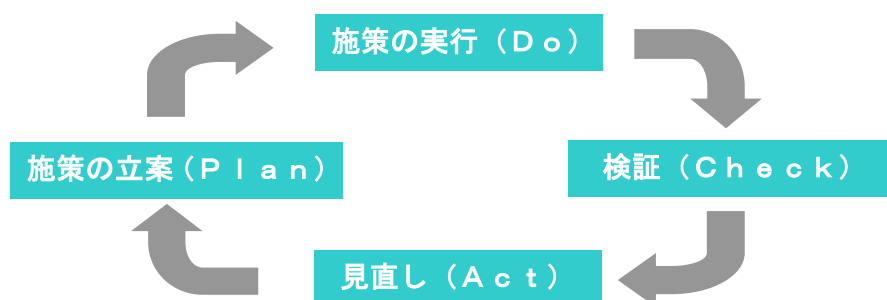 施策の実行（Ｄｏ）
施策の立案（Ｐｌａｎ）
検証（Ｃｈｅｃｋ）
見直し（Ａｃｔ）